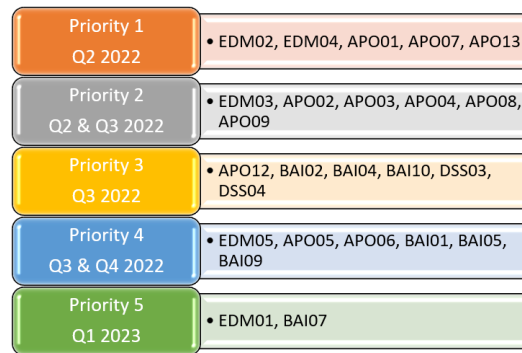 Priority 1
Q2 2022
• EDM02, EDM04, APO01, APO07, APO13
Priority 2
Q2 & Q3 2022
• EDM03, APO02, APO03, APO04, APO08,
APO09
Priority 3
Q3 2022
• APO12, BAI02, BAI04, BAI10, DSS03,
DSS04
Priority 4
Q3 & Q4 2022
• EDM05, APO05, APO06, BAI01, BAI05,
BAI09
Priority 5
Q1 2023
• EDM01, BAI07